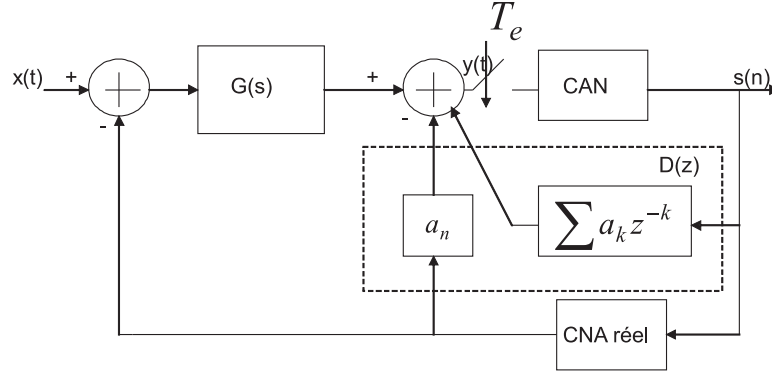 T_e
x(t) + G(s) + y(t) CAN s(n)
- -
D(z)
a_n ∑ a_k z^{-k}
CNA réel